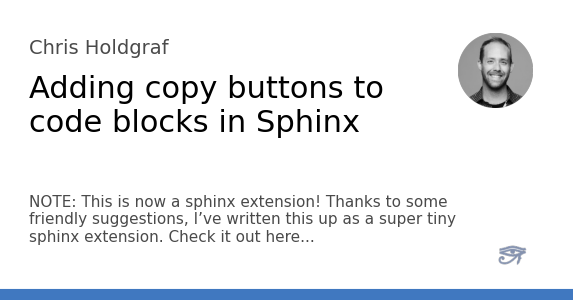 Chris Holdgraf
Adding copy buttons to
code blocks in Sphinx
NOTE: This is now a sphinx extension! Thanks to some
friendly suggestions, I’ve written this up as a super tiny
sphinx extension. Check it out here...